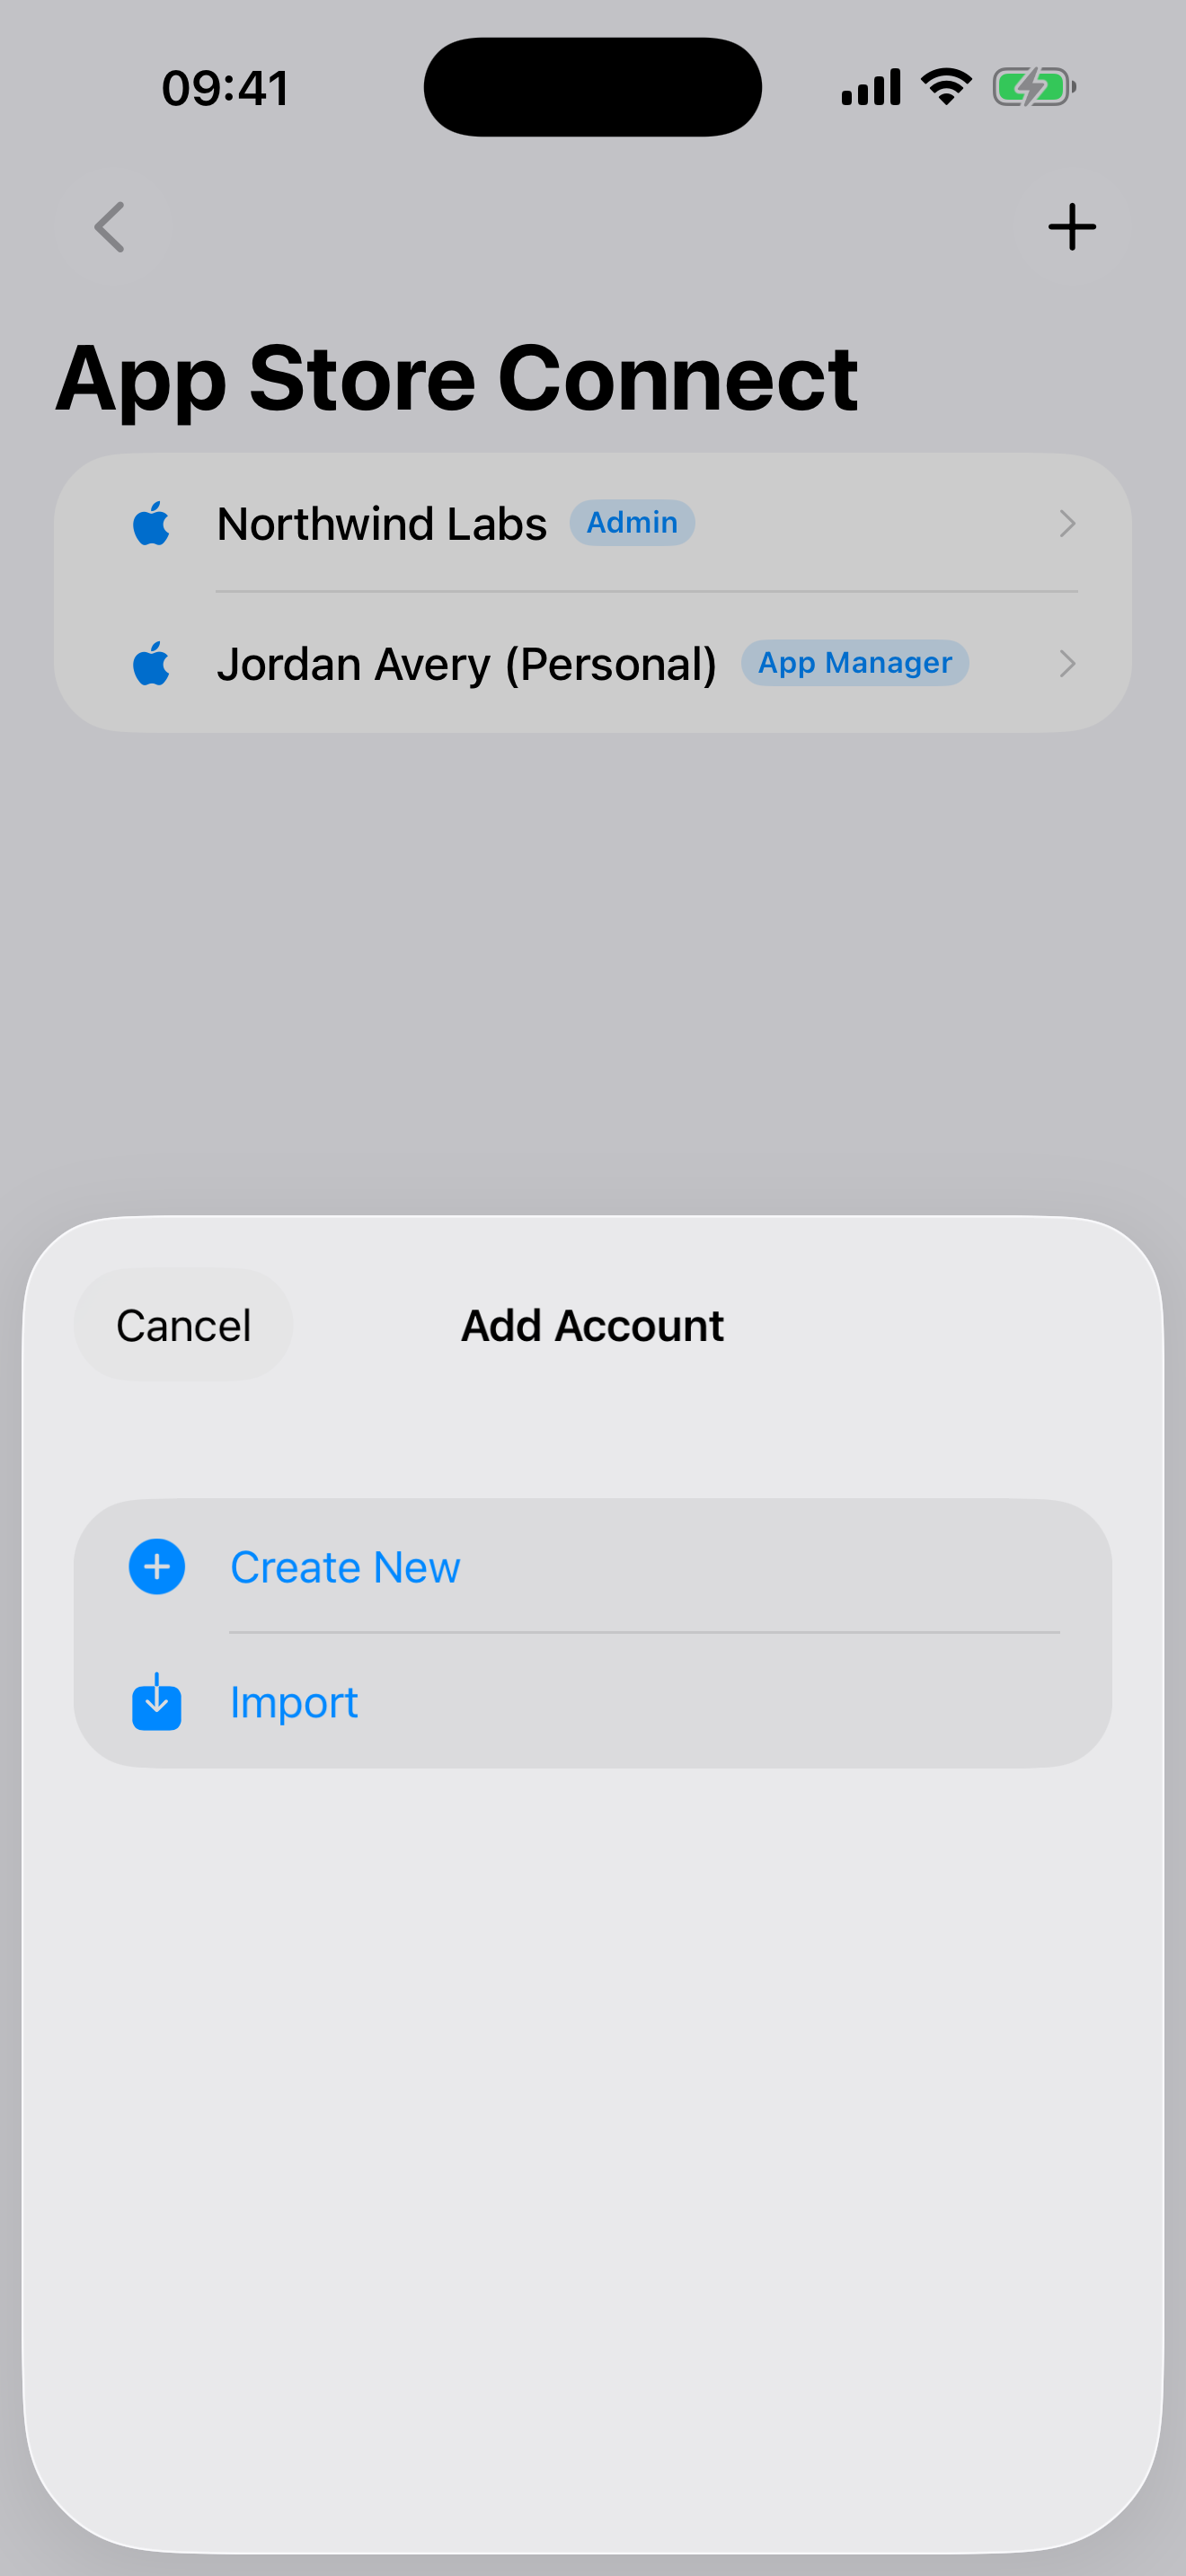 09:41
App Store Connect
Northwind Labs Admin
Jordan Avery (Personal) App Manager
Cancel Add Account
Create New
Import